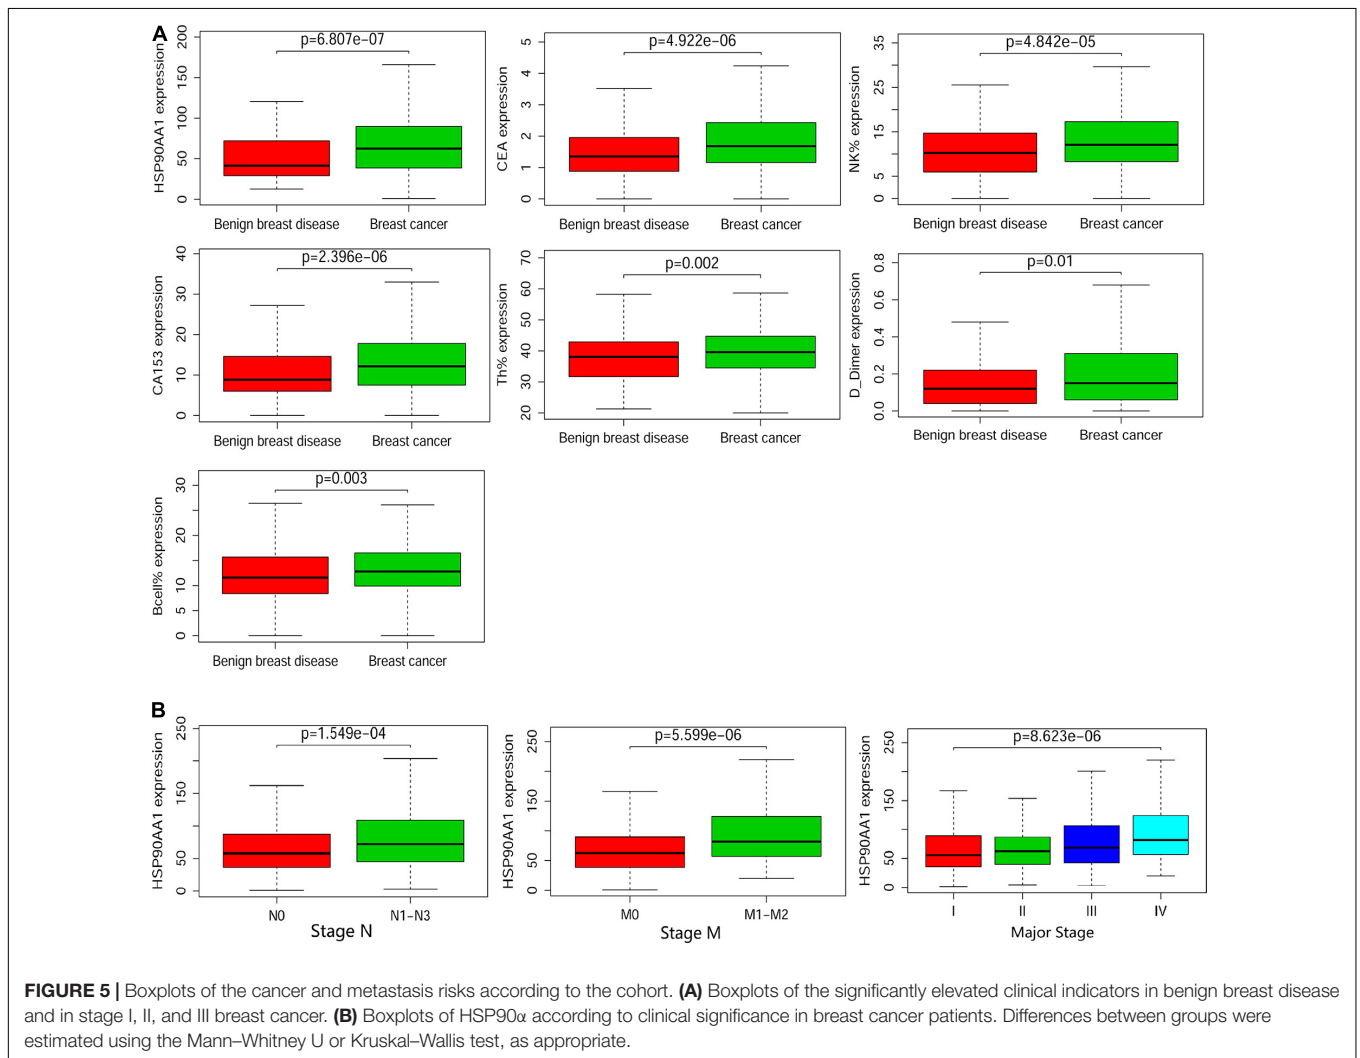 A
HSP90AA1 expression
200
150
100
50
0
p=6.807e−07
Benign breast disease
Breast cancer
CEA expression
5
4
3
2
1
0
p=4.922e−06
Benign breast disease
Breast cancer
NK% expression
35
25
15
5
0
p=4.842e−05
Benign breast disease
Breast cancer
CA153 expression
40
30
20
10
0
p=2.396e−06
Benign breast disease
Breast cancer
Th% expression
70
60
50
40
30
20
p=0.002
Benign breast disease
Breast cancer
D_Dimer expression
0.8
0.6
0.4
0.2
0.0
p=0.01
Benign breast disease
Breast cancer
Bcell% expression
30
20
10
5
0
p=0.003
Benign breast disease
Breast cancer
B
HSP90AA1 expression
250
150
50
0
p=1.549e−04
N0
N1−N3
Stage N
HSP90AA1 expression
250
150
50
0
p=5.599e−06
M0
M1−M2
Stage M
HSP90AA1 expression
250
150
50
0
p=8.623e−06
I
II
III
IV
Major Stage
FIGURE 5 | Boxplots of the cancer and metastasis risks according to the cohort. (A) Boxplots of the significantly elevated clinical indicators in benign breast disease
and in stage I, II, and III breast cancer. (B) Boxplots of HSP90α according to clinical significance in breast cancer patients. Differences between groups were
estimated using the Mann–Whitney U or Kruskal–Wallis test, as appropriate.